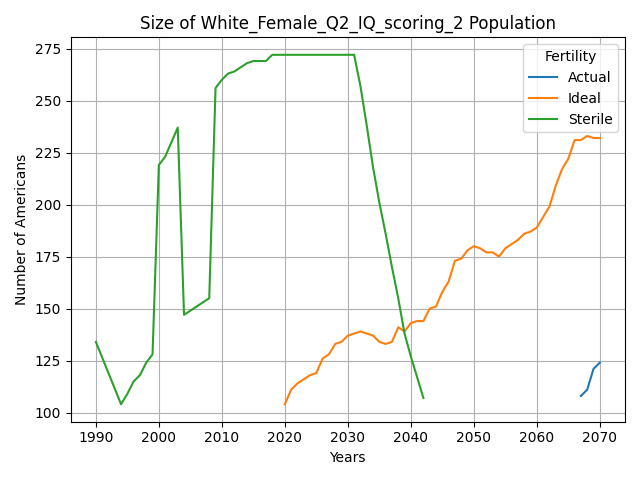 Size of White_Female_Q2_IQ_scoring_2 Population
Number of Americans
275
250
225
200
175
150
125
100
Fertility
Actual
Ideal
Sterile
1990 2000 2010 2020 2030 2040 2050 2060 2070
Years